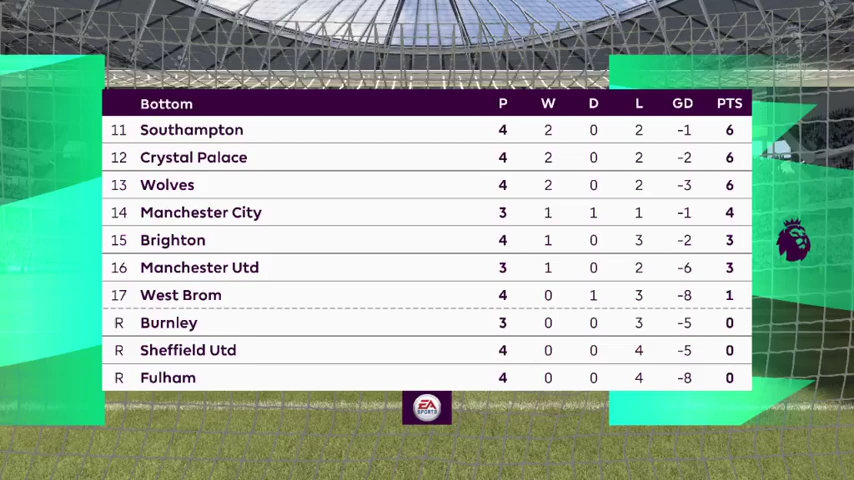 Bottom P W D L GD PTS
11 Southampton 4 2 0 2 -1 6
12 Crystal Palace 4 2 0 2 -2 6
13 Wolves 4 2 0 2 -3 6
14 Manchester City 3 1 1 1 -1 4
15 Brighton 4 1 0 3 -2 3
16 Manchester Utd 3 1 0 2 -6 3
17 West Brom 4 0 1 3 -8 1
R Burnley 3 0 0 3 -5 0
R Sheffield Utd 4 0 0 4 -5 0
R Fulham 4 0 0 4 -8 0
EA
SPORTS